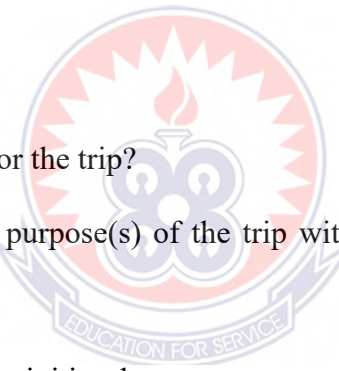 or the trip?
purpose(s) of the trip wit
EDUCATION FOR SERVICE